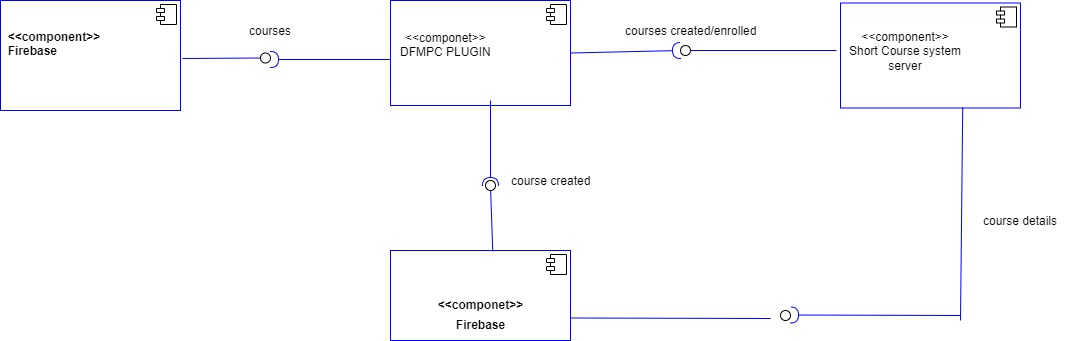 <<component>>
Firebase
courses
<<componet>>
DFMPC PLUGIN
courses created/enrolled
<<component>>
Short Course system
server
course created
course details
<<componet>>
Firebase